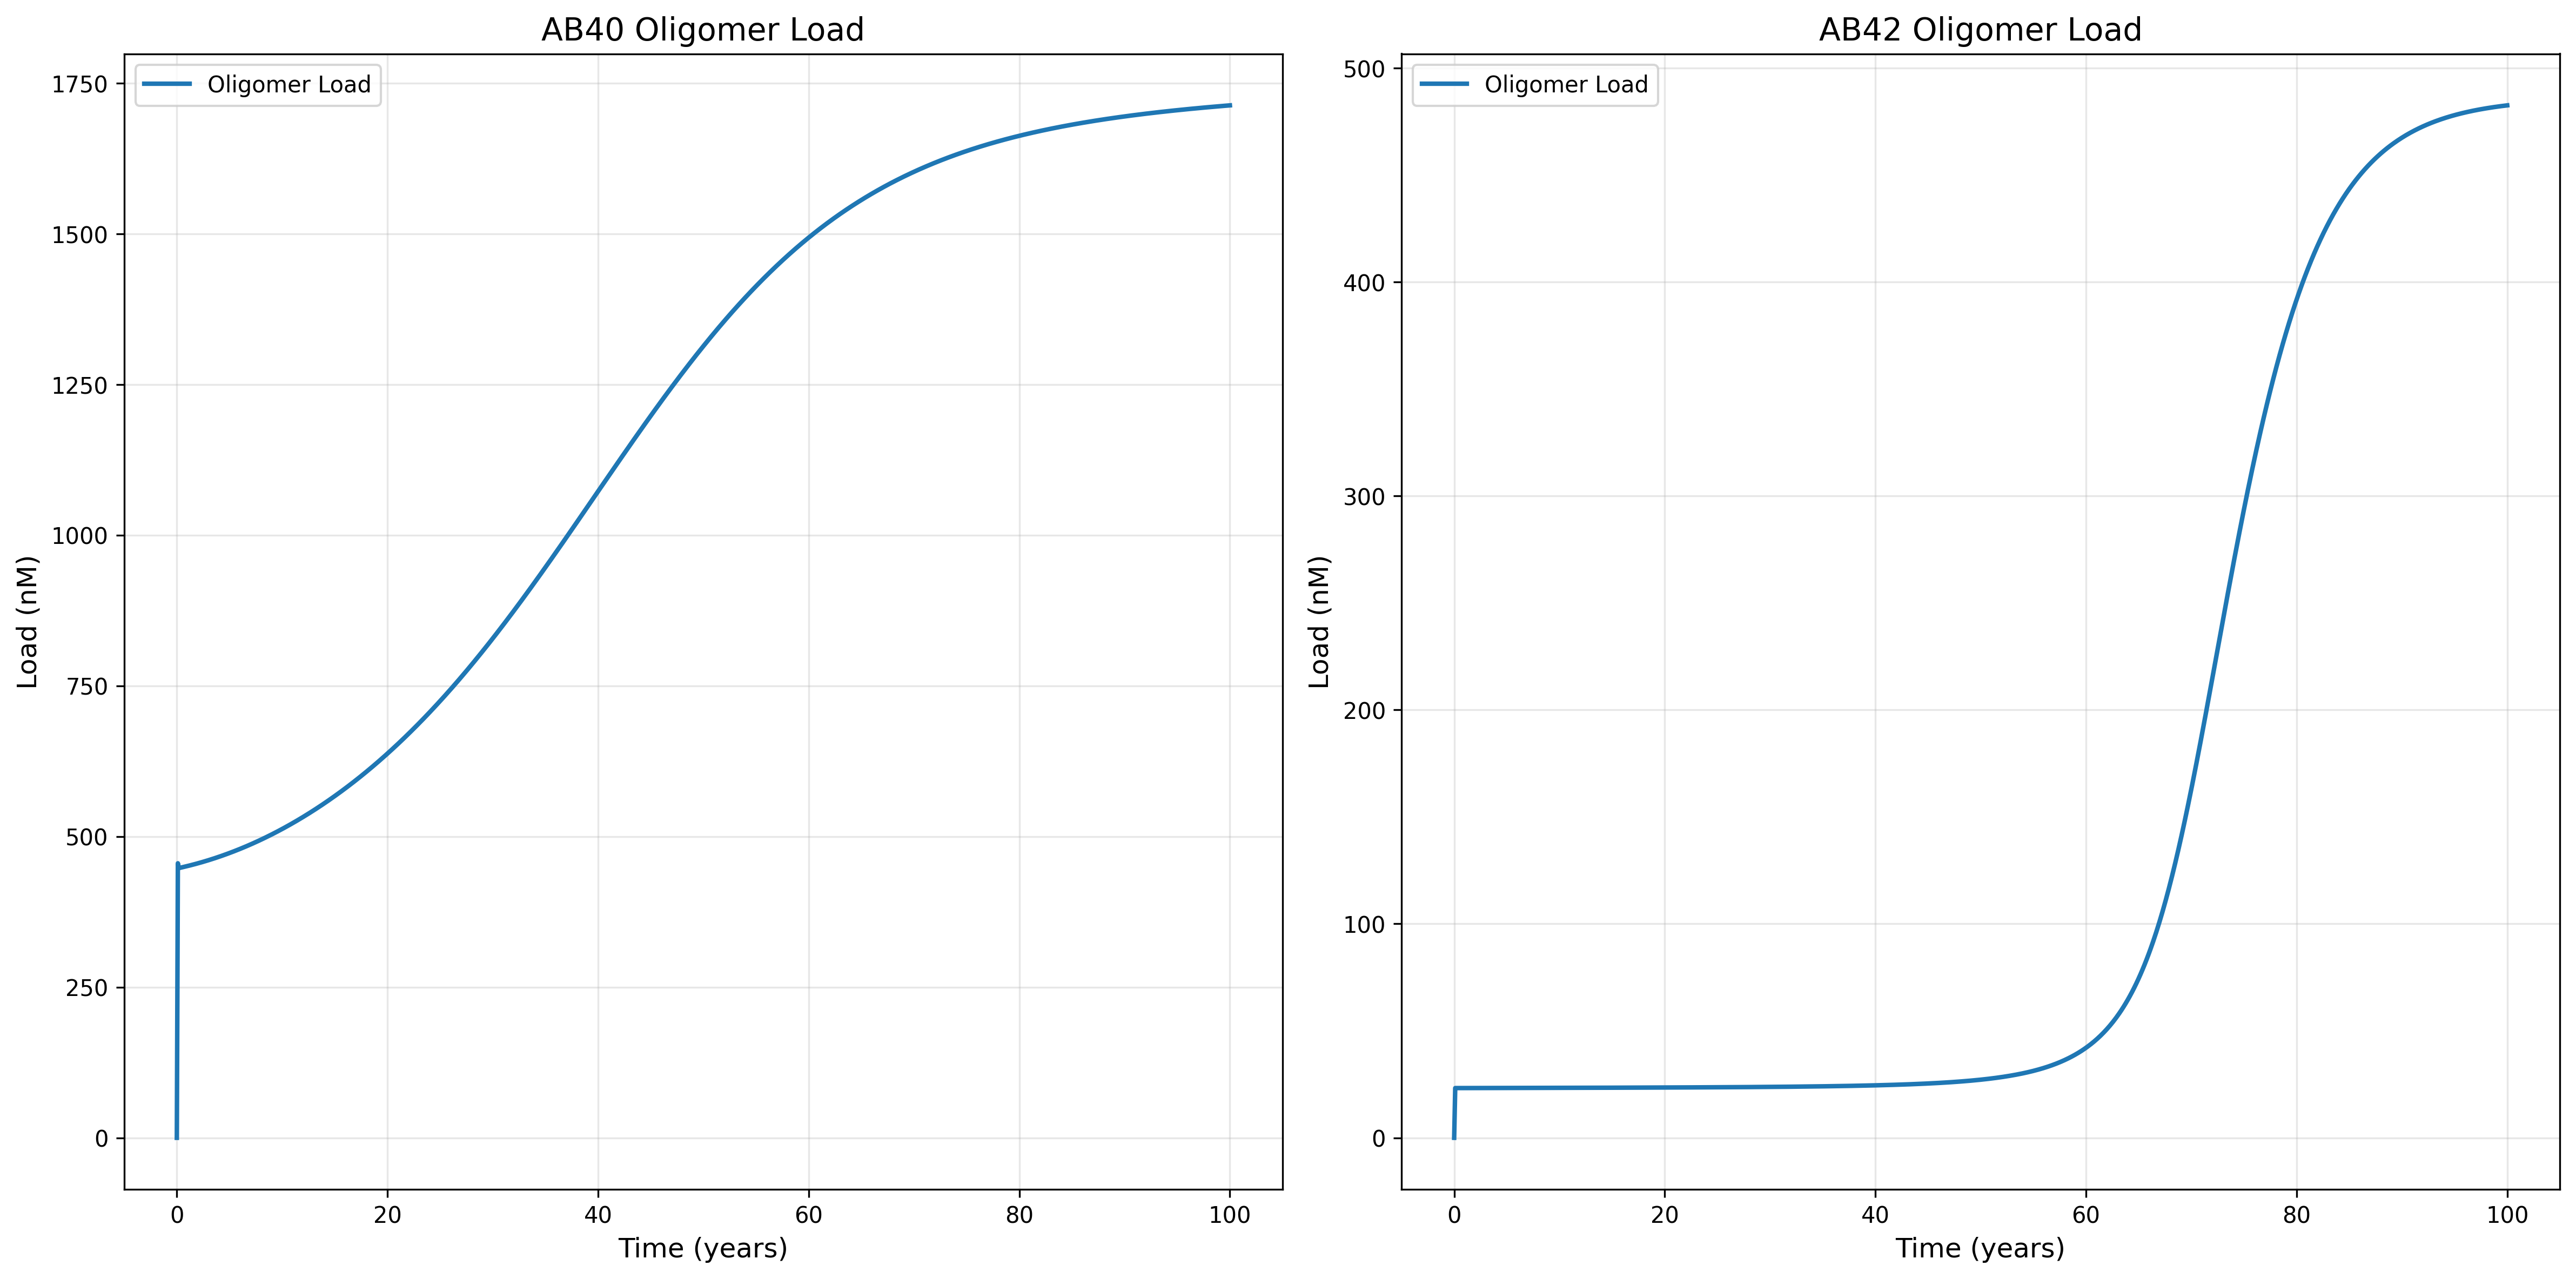 AB40 Oligomer Load
Oligomer Load
Load (nM)
1750
1500
1250
1000
750
500
250
0
0 20 40 60 80 100
Time (years)
AB42 Oligomer Load
Oligomer Load
Load (nM)
500
400
300
200
100
0
0 20 40 60 80 100
Time (years)